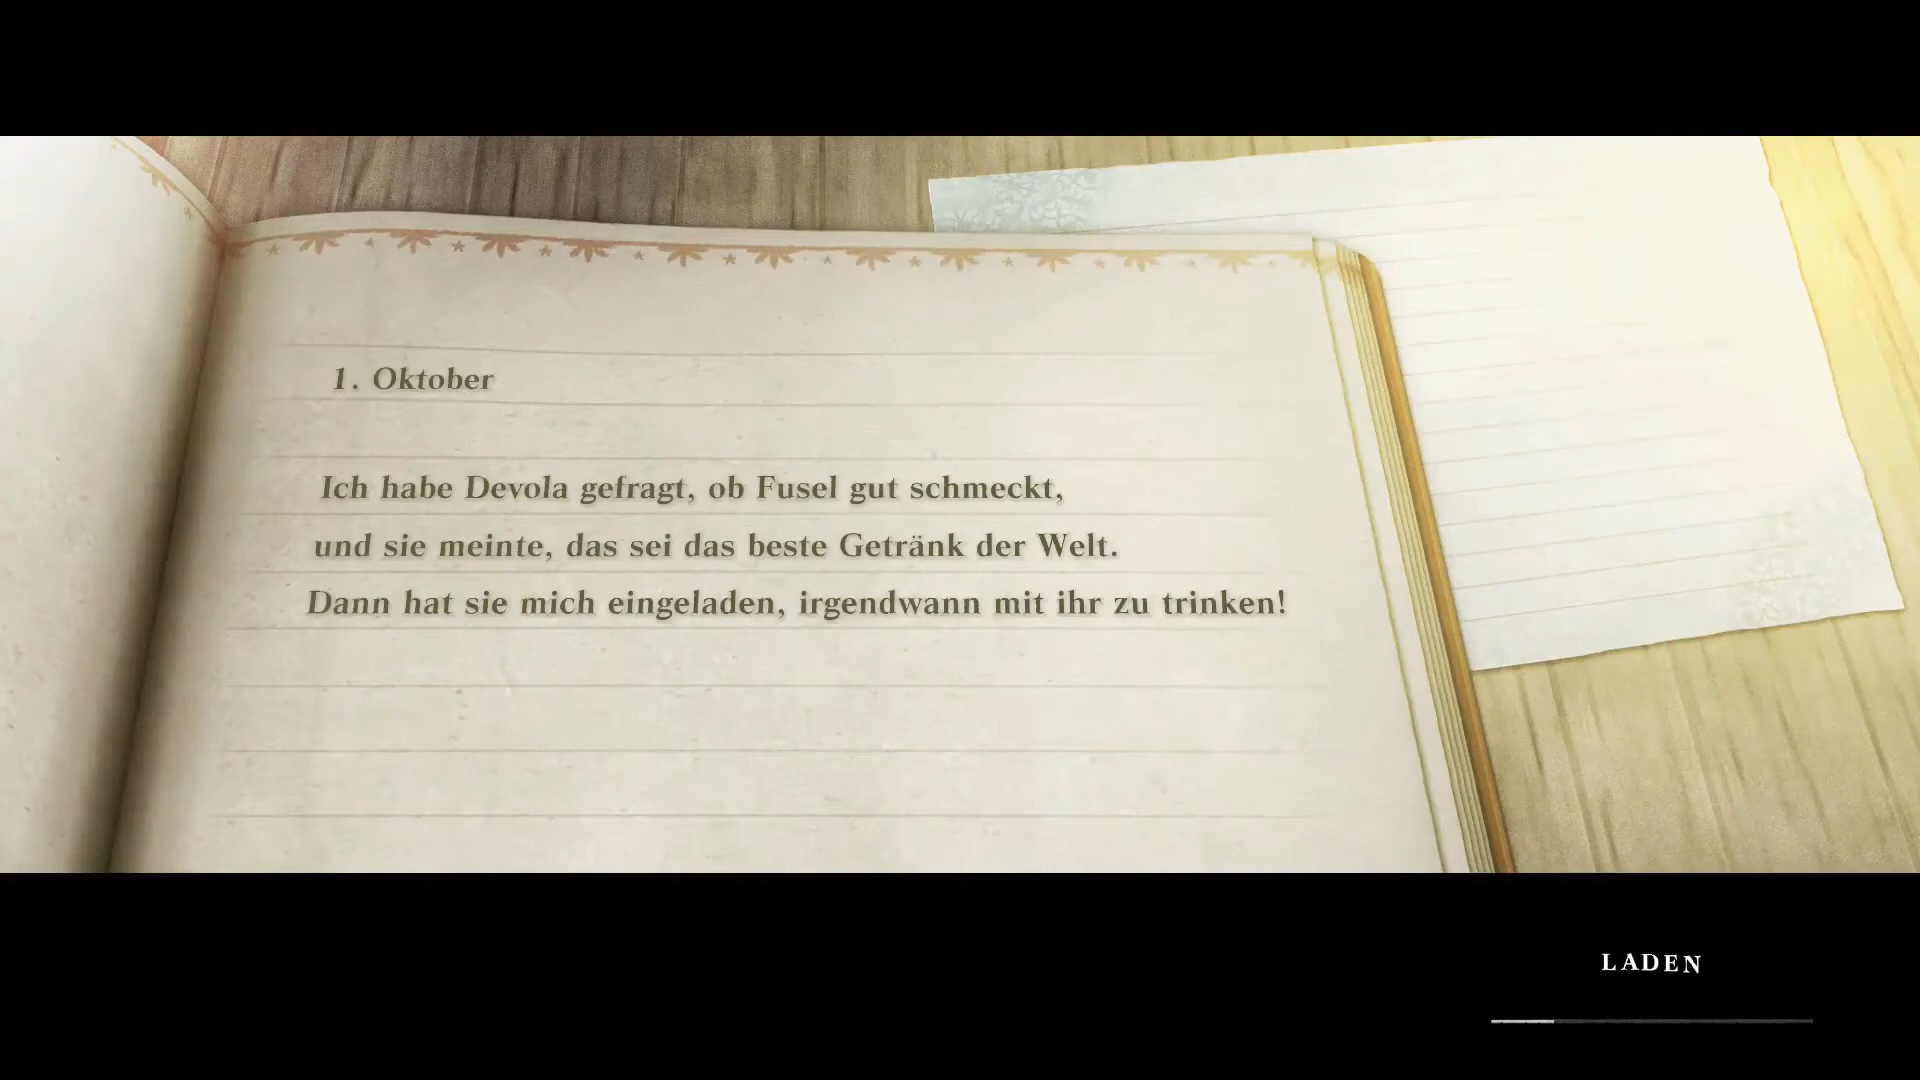 1. Oktober
Ich habe Devola gefragt, ob Fusel gut schmeckt,
und sie meinte, das sei das beste Getränk der Welt.
Dann hat sie mich eingeladen, irgendwann mit ihr zu trinken!
LADEN